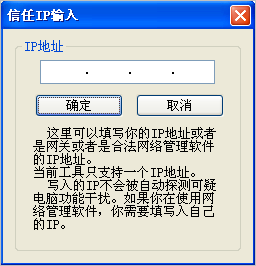 信任IP输入
IP地址
. . .
确定 取消
这里可以填写你的IP地址或者
是网关或者是合法网络管理软件
的IP地址。
当前工具只支持一个IP地址。
写入的IP不会被自动探测可疑
电脑功能干扰。如果你在使用网
络管理软件，你需要填写入自己
的IP。